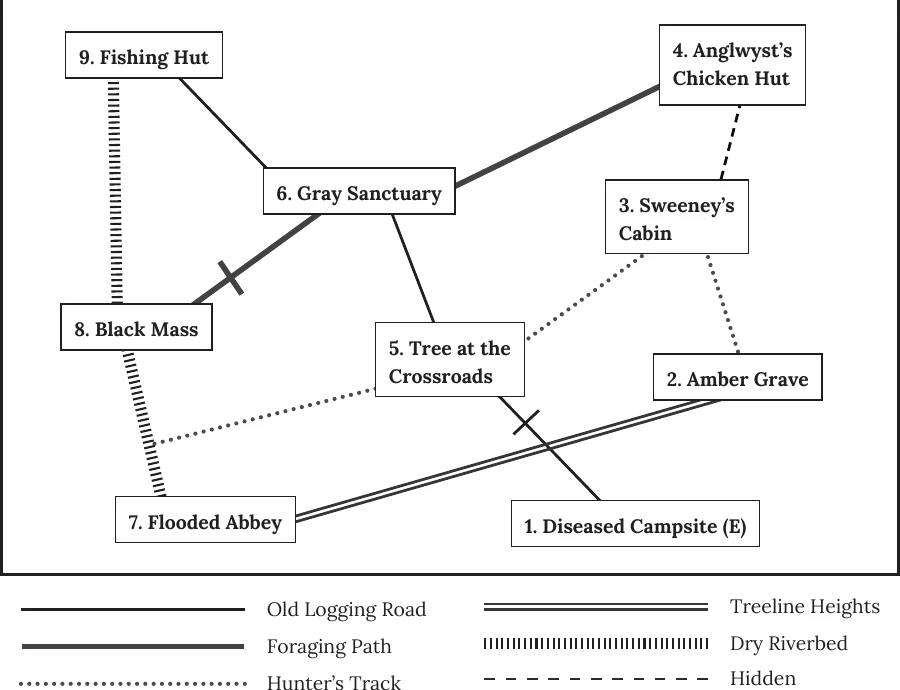 9. Fishing Hut
4. Anglwyst’s
Chicken Hut
6. Gray Sanctuary
3. Sweeney’s
Cabin
8. Black Mass
5. Tree at the
Crossroads
2. Amber Grave
7. Flooded Abbey
1. Diseased Campsite (E)
Old Logging Road
Foraging Path
Hunter’s Track
Treeline Heights
Dry Riverbed
Hidden